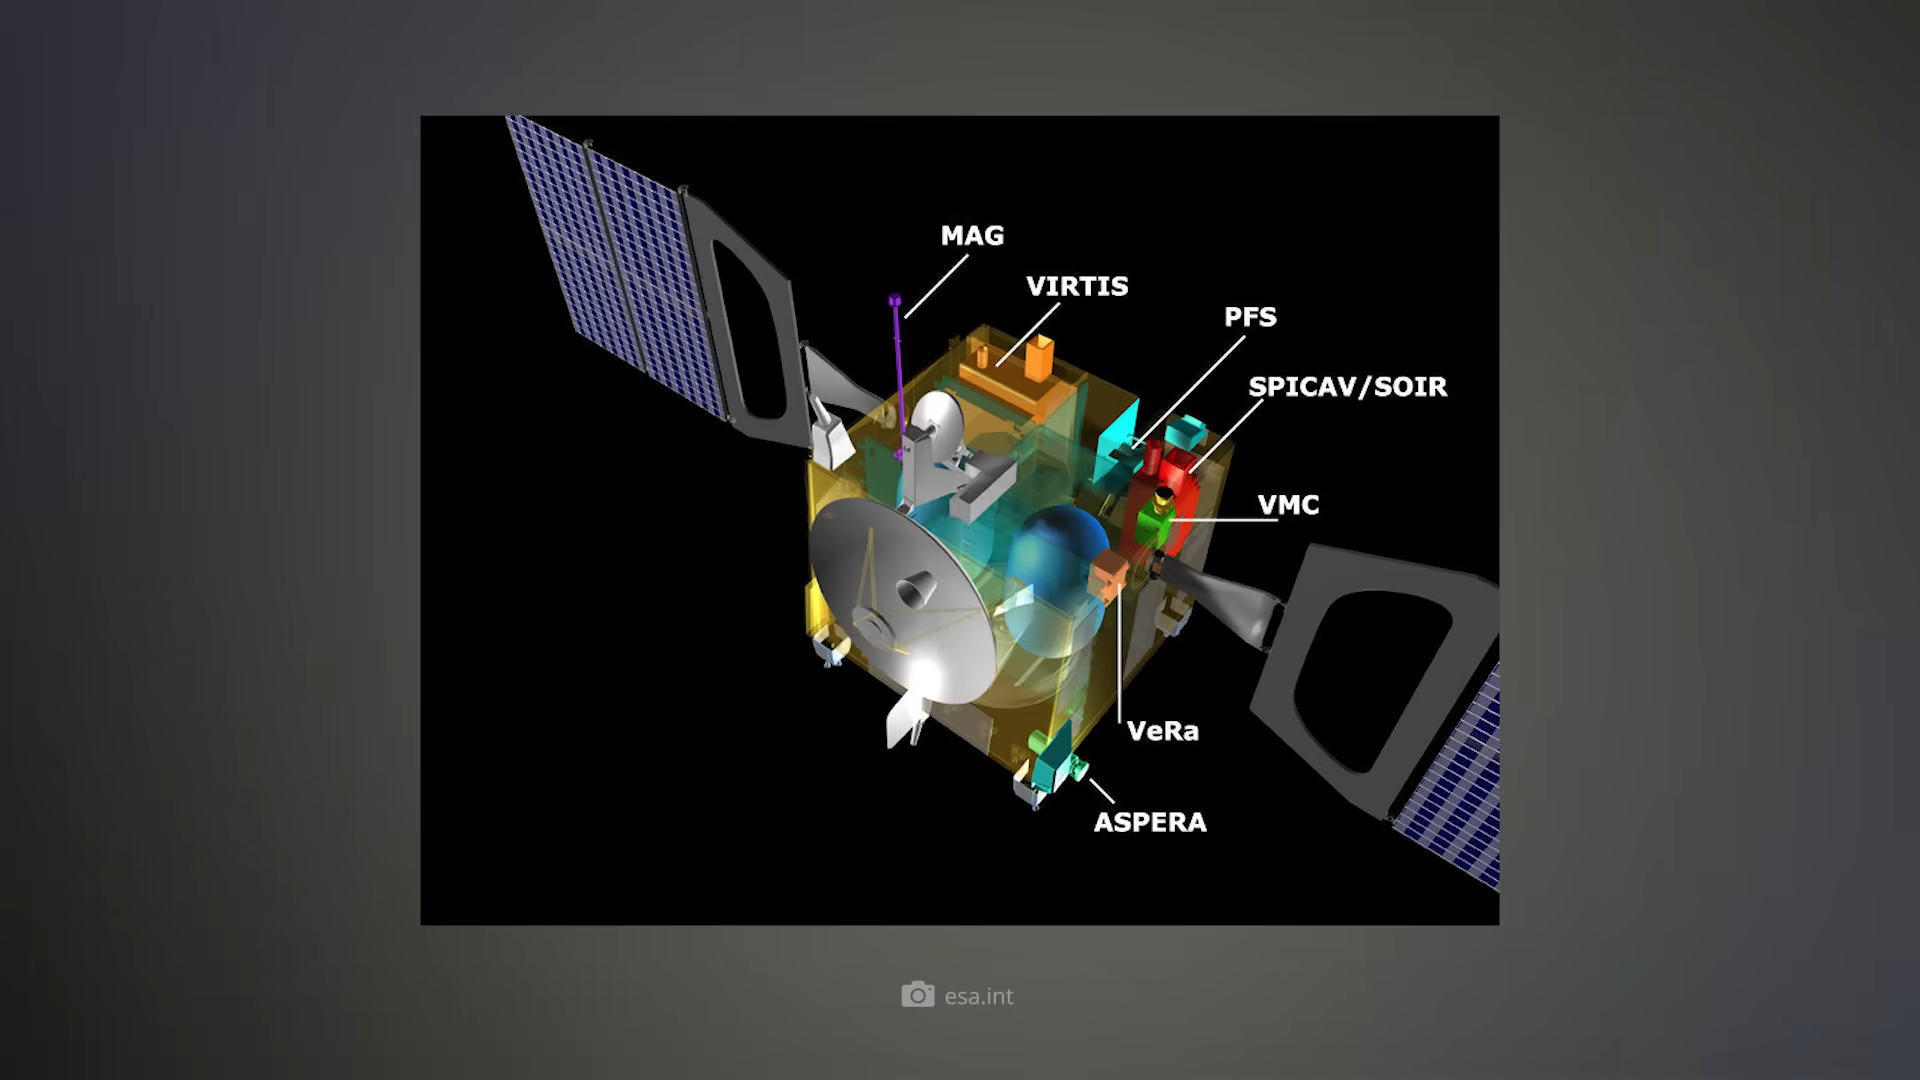 MAG
VIRTIS
PFS
SPICAV/SOIR
VMC
VeRa
ASPERA
esa.int